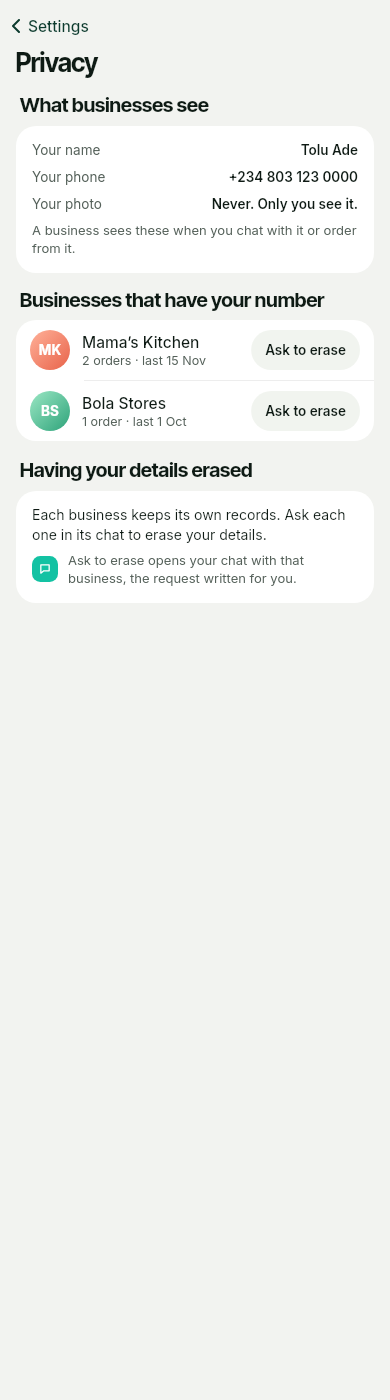 Settings
Privacy
What businesses see
Your name Tolu Ade
Your phone +234 803 123 0000
Your photo Never. Only you see it.
A business sees these when you chat with it or order
from it.
Businesses that have your number
MK Mama's Kitchen Ask to erase
2 orders · last 15 Nov
BS Bola Stores Ask to erase
1 order · last 1 Oct
Having your details erased
Each business keeps its own records. Ask each
one in its chat to erase your details.
Ask to erase opens your chat with that
business, the request written for you.